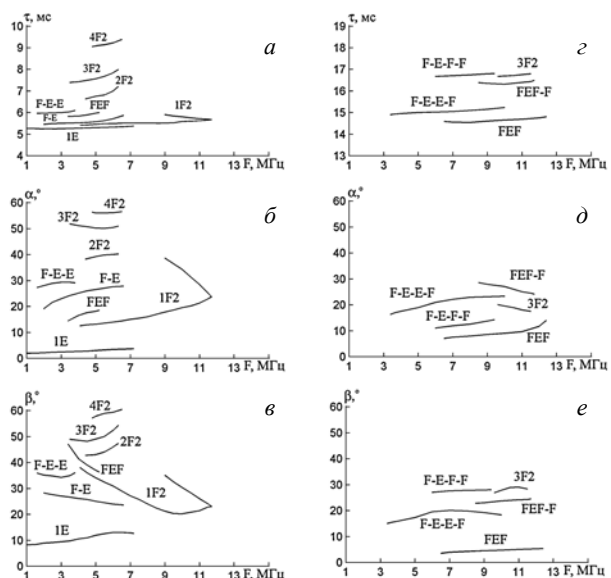 τ, мс
а
10
9
8
7
6
5
4
4F2
3F2
2F2
F-E-E
FEF
1F2
F-E
1E
1 3 5 7 9 11 13 F, МГц
τ, мс
г
19
18
17
16
15
14
13
F-E-F-F
3F2
FEF-F
F-E-E-F
FEF
1 3 5 7 9 11 13 F, МГц
α,°
б
60
50
40
30
20
10
0
4F2
3F2
2F2
F-E-E
F-E
FEF
1F2
1E
1 3 5 7 9 11 13 F, МГц
α,°
д
60
50
40
30
20
10
0
FEF-F
F-E-E-F
3F2
F-E-F-F
FEF
1 3 5 7 9 11 13 F, МГц
β,°
в
60
50
40
30
20
10
0
4F2
3F2
2F2
F-E-E
FEF
F-E
1F2
1E
1 3 5 7 9 11 13 F, МГц
β,°
е
60
50
40
30
20
10
0
F-E-F-F
3F2
FEF-F
F-E-E-F
FEF
1 3 5 7 9 11 13 F, МГц